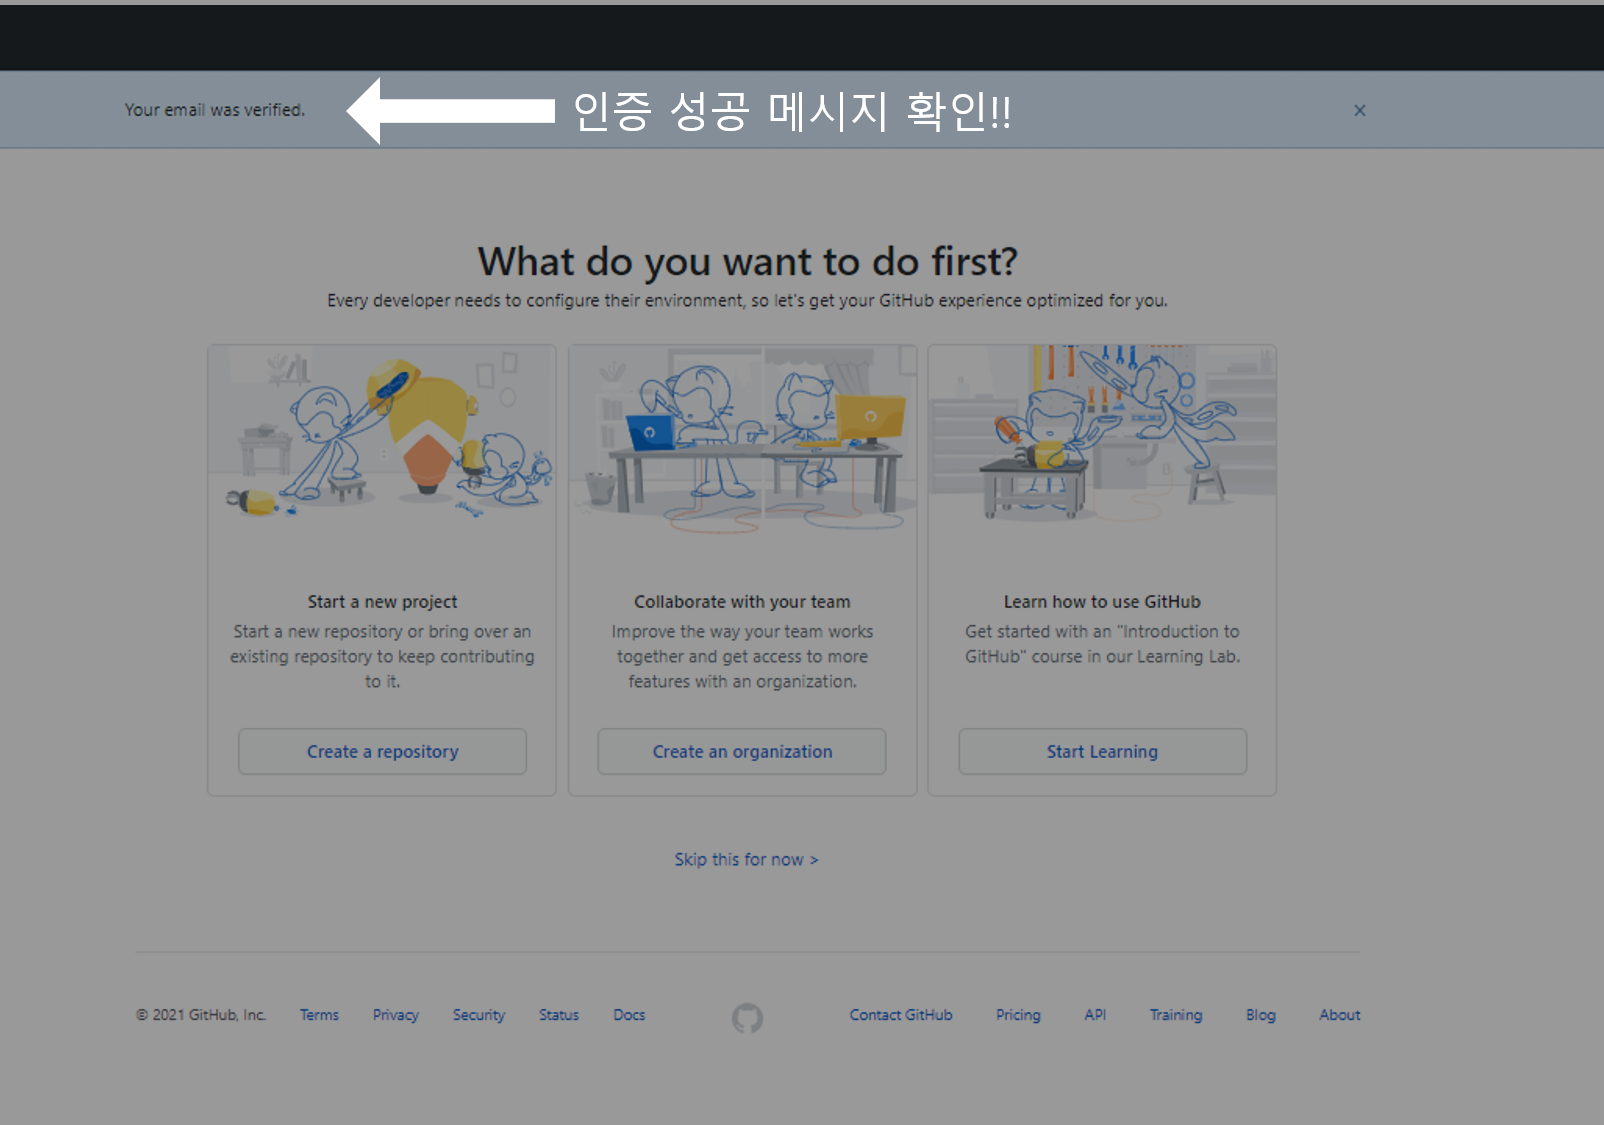 Your email was verified.
인증 성공 메시지 확인!!
×
What do you want to do first?
Every developer needs to configure their environment, so let's get your GitHub experience optimized for you.
Start a new project
Start a new repository or bring over an
existing repository to keep contributing
to it.
Create a repository
Collaborate with your team
Improve the way your team works
together and get access to more
features with an organization.
Create an organization
Learn how to use GitHub
Get started with an "Introduction to
GitHub" course in our Learning Lab.
Start Learning
Skip this for now >
© 2021 GitHub, Inc. Terms Privacy Security Status Docs Contact GitHub Pricing API Training Blog About